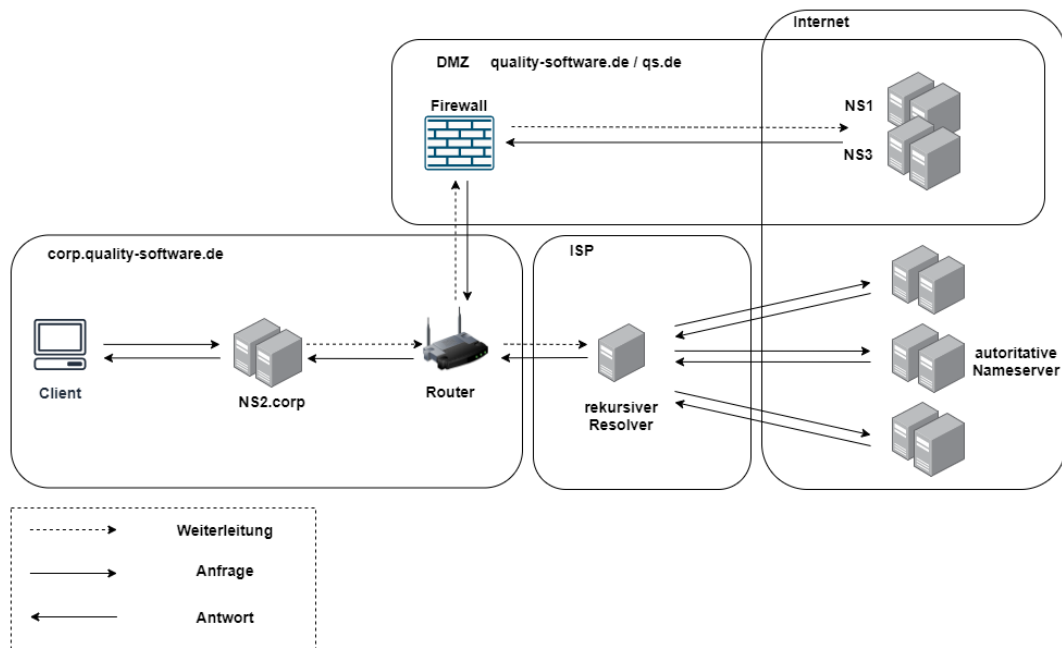 Internet
DMZ quality-software.de / qs.de
Firewall
NS1
NS3
corp.quality-software.de
ISP
Client
NS2.corp
Router
rekursiver
Resolver
autoritative
Nameserver
Weiterleitung
Anfrage
Antwort